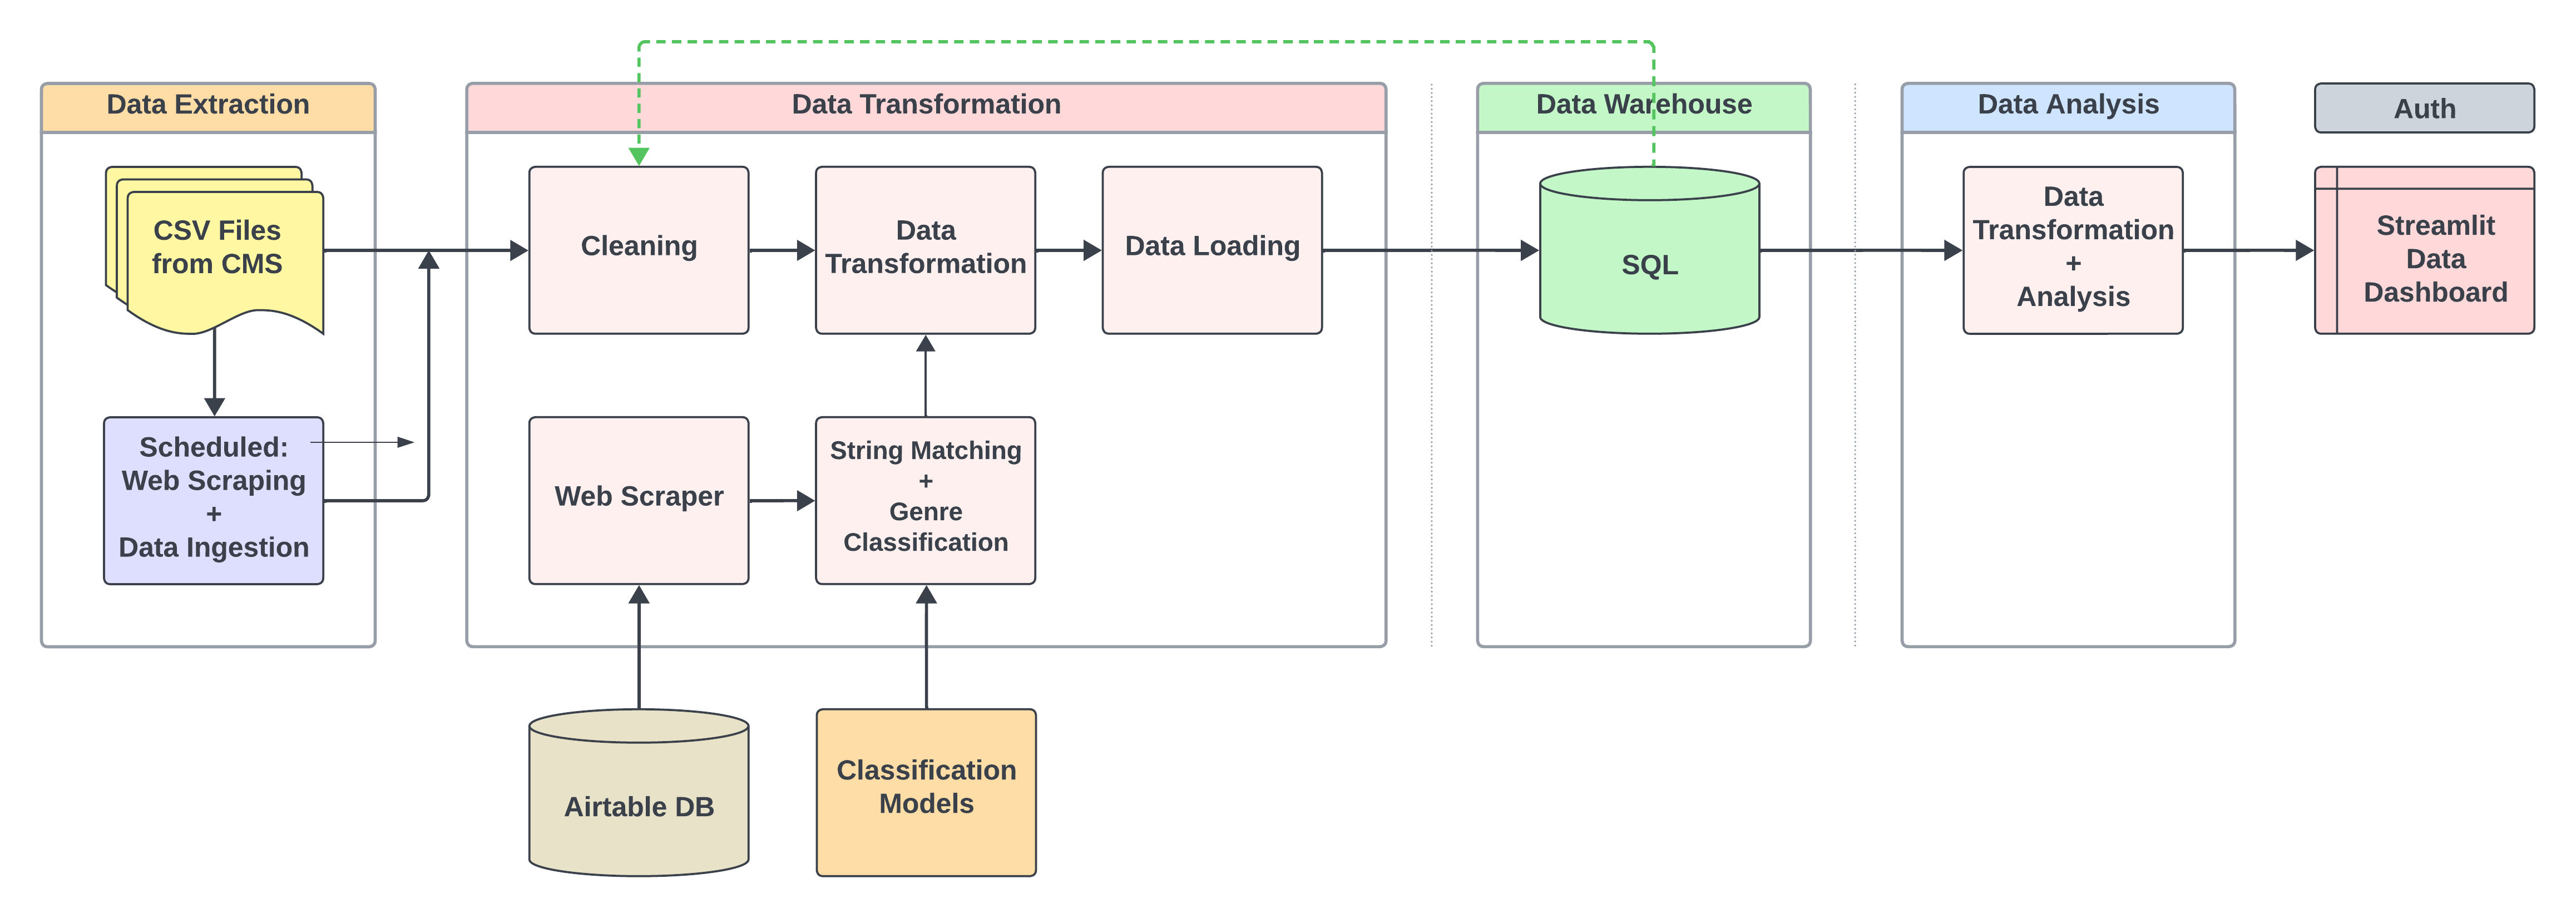 Data Extraction
Data Transformation
Data Warehouse
Data Analysis
Auth
CSV Files
from CMS
Cleaning
Data
Transformation
Data Loading
SQL
Data
Transformation
+
Analysis
Streamlit
Data
Dashboard
Scheduled:
Web Scraping
+
Data Ingestion
Web Scraper
String Matching
+
Genre
Classification
Airtable DB
Classification
Models